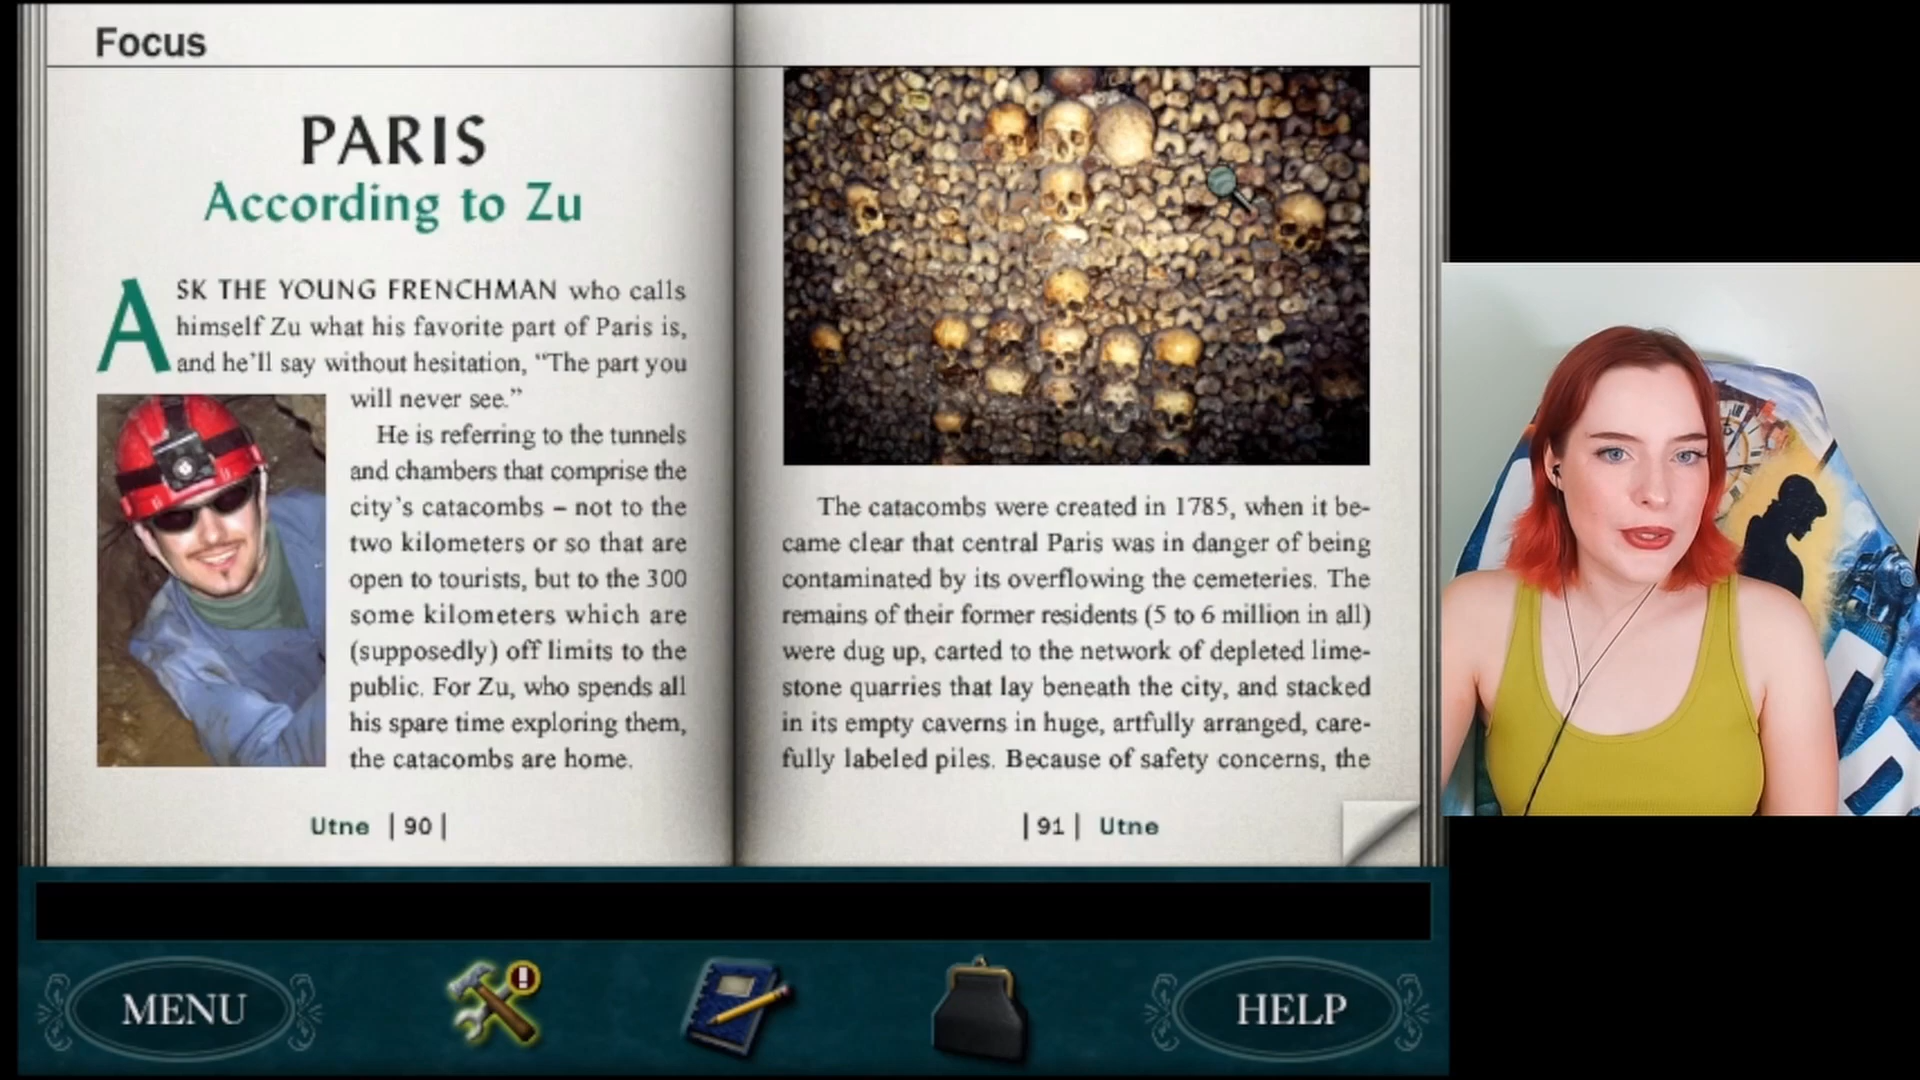 Focus
PARIS
According to Zu
ASK THE YOUNG FRENCHMAN who calls
himself Zu what his favorite part of Paris is,
and he'll say without hesitation, “The part you
will never see.”
He is referring to the tunnels
and chambers that comprise the
city's catacombs – not to the
two kilometers or so that are
open to tourists, but to the 300
some kilometers which are
(supposedly) off limits to the
public. For Zu, who spends all
his spare time exploring them,
the catacombs are home.
Utne |90|
The catacombs were created in 1785, when it be-
came clear that central Paris was in danger of being
contaminated by its overflowing the cemeteries. The
remains of their former residents (5 to 6 million in all)
were dug up, carted to the network of depleted lime-
stone quarries that lay beneath the city, and stacked
in its empty caverns in huge, artfully arranged, care-
fully labeled piles. Because of safety concerns, the
|91| Utne
MENU
!
HELP